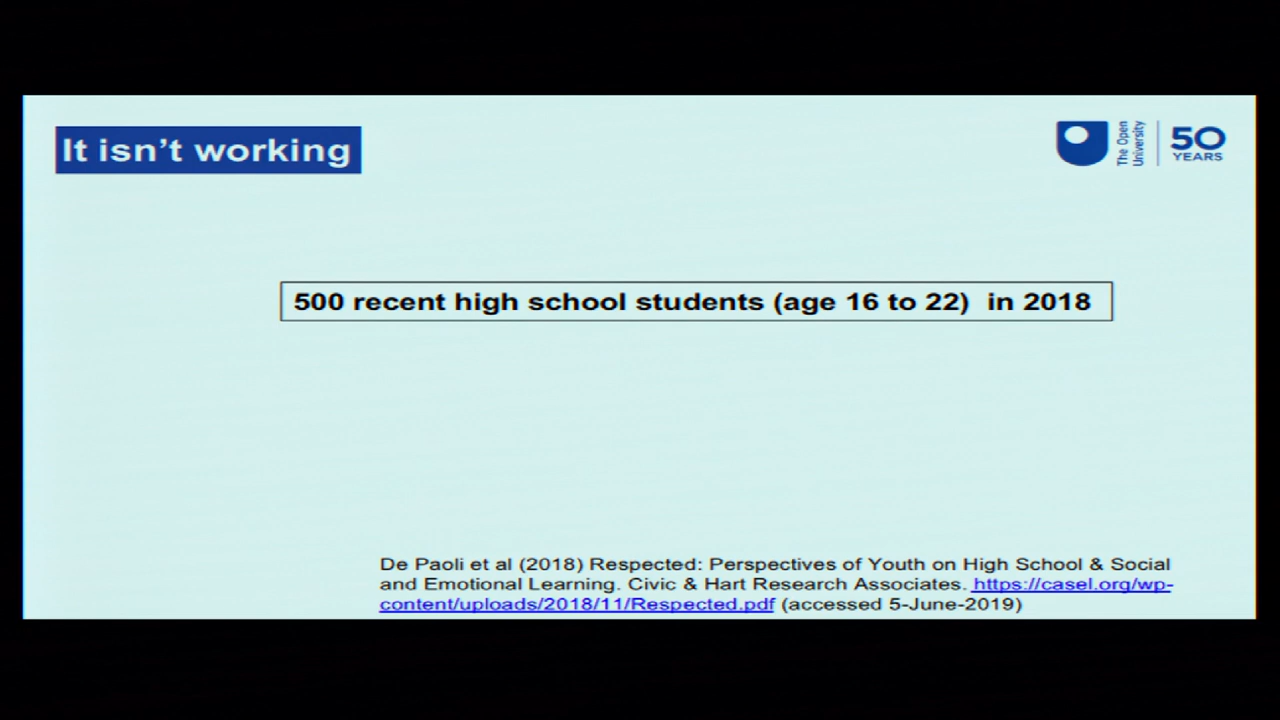 It isn't working
The Open
University
50
YEARS
500 recent high school students (age 16 to 22)  in 2018
De Paoli et al (2018) Respected: Perspectives of Youth on High School & Social
and Emotional Learning. Civic & Hart Research Associates. https://casel.org/wp-
content/uploads/2018/11/Respected.pdf (accessed 5-June-2019)